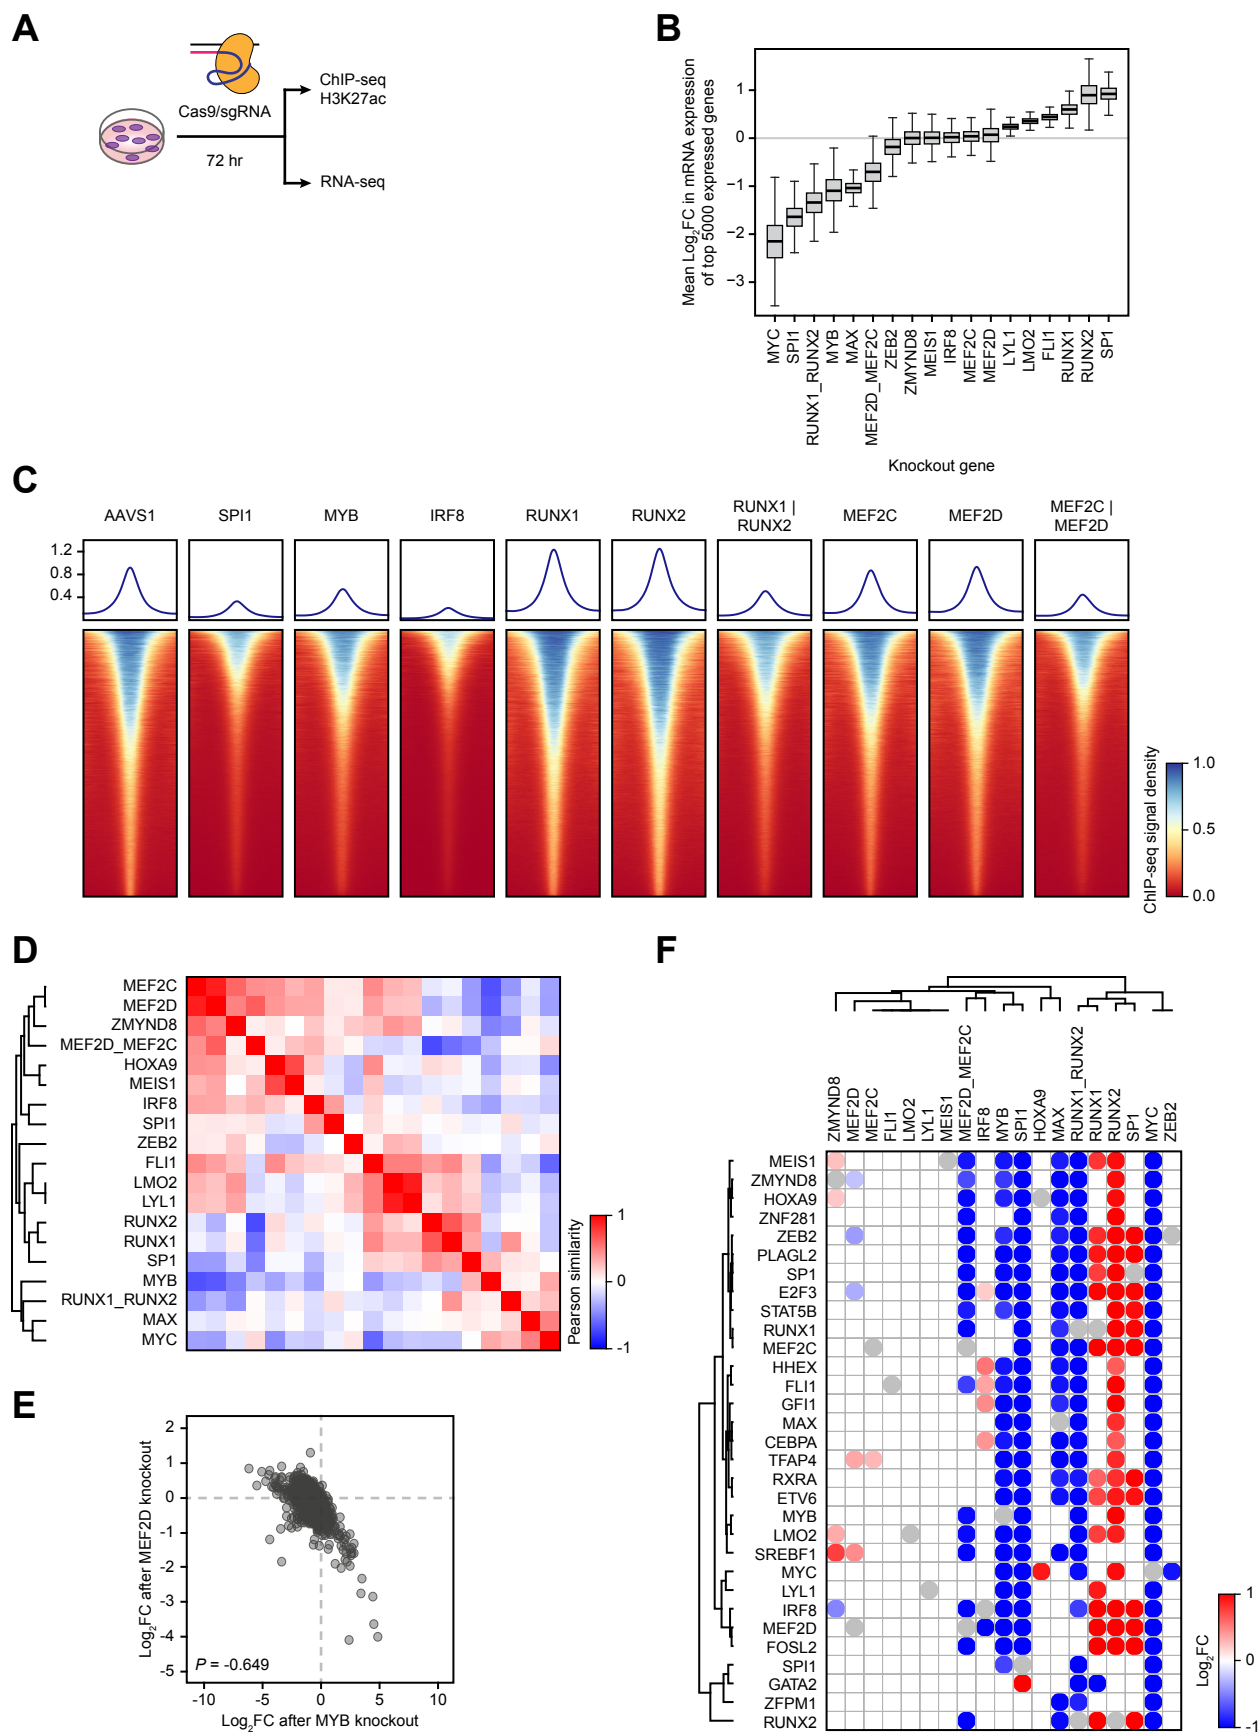 A
Cas9/sgRNA
72 hr
ChIP-seq
H3K27ac
RNA-seq
B
Mean Log2FC in mRNA expression
of top 5000 expressed genes
1
0
−1
−2
−3
MYC
SPI1
RUNX1_RUNX2
MYB
MAX
MEF2D_MEF2C
ZEB2
ZMYND8
MEIS1
IRF8
MEF2C
MEF2D
LYL1
LMO2
FLI1
RUNX1
RUNX2
SP1
Knockout gene
C
AAVS1
SPI1
MYB
IRF8
RUNX1
RUNX2
RUNX1 |
RUNX2
MEF2C
MEF2D
MEF2C |
MEF2D
1.2
0.8
0.4
ChIP-seq signal density
1.0
0.5
0.0
D
MEF2C
MEF2D
ZMYND8
MEF2D_MEF2C
HOXA9
MEIS1
IRF8
SPI1
ZEB2
FLI1
LMO2
LYL1
RUNX2
RUNX1
SP1
MYB
RUNX1_RUNX2
MAX
MYC
Pearson similarity
1
0
-1
E
Log2FC after MEF2D knockout
2
1
0
-1
-2
-3
-4
-5
P = -0.649
-10
-5
0
5
10
Log2FC after MYB knockout
F
ZMYND8
MEF2D
MEF2C
FLI1
LMO2
LYL1
MEIS1
MEF2D_MEF2C
IRF8
MYB
SPI1
HOXA9
MAX
RUNX1_RUNX2
RUNX1
RUNX2
SP1
MYC
ZEB2
MEIS1
ZMYND8
HOXA9
ZNF281
ZEB2
PLAGL2
SP1
E2F3
STAT5B
RUNX1
MEF2C
HHEX
FLI1
GFI1
MAX
CEBPA
TFAP4
RXRA
ETV6
MYB
LMO2
SREBF1
MYC
LYL1
IRF8
MEF2D
FOSL2
SPI1
GATA2
ZFPM1
RUNX2
Log2FC
1
0
-1